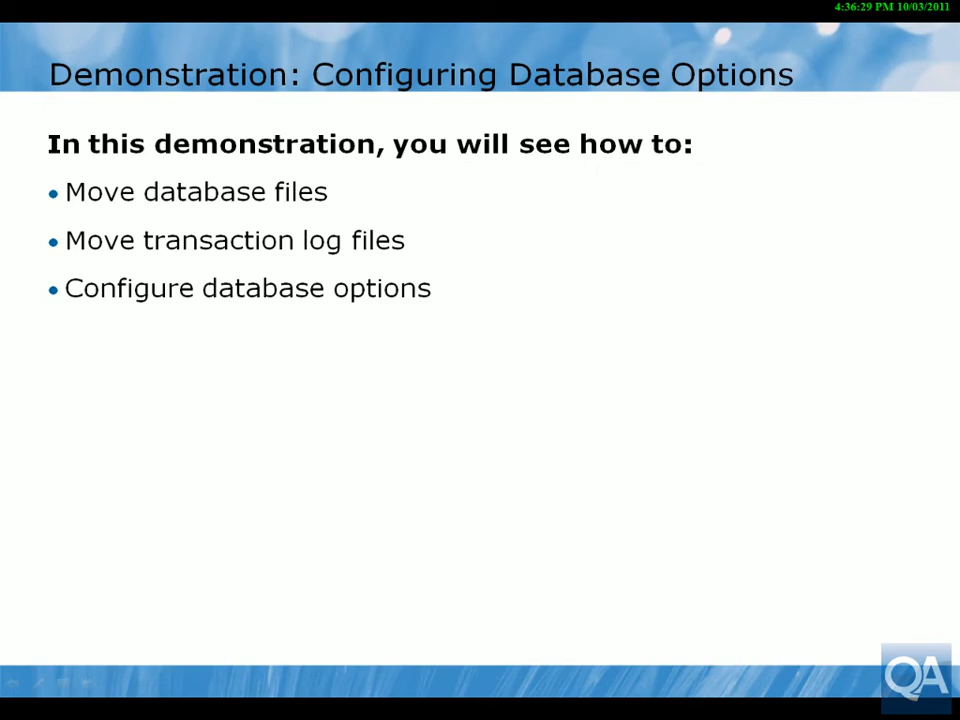 4:36:29 PM 10/03/2011
Demonstration: Configuring Database Options
In this demonstration, you will see how to:
• Move database files
• Move transaction log files
• Configure database options
QA